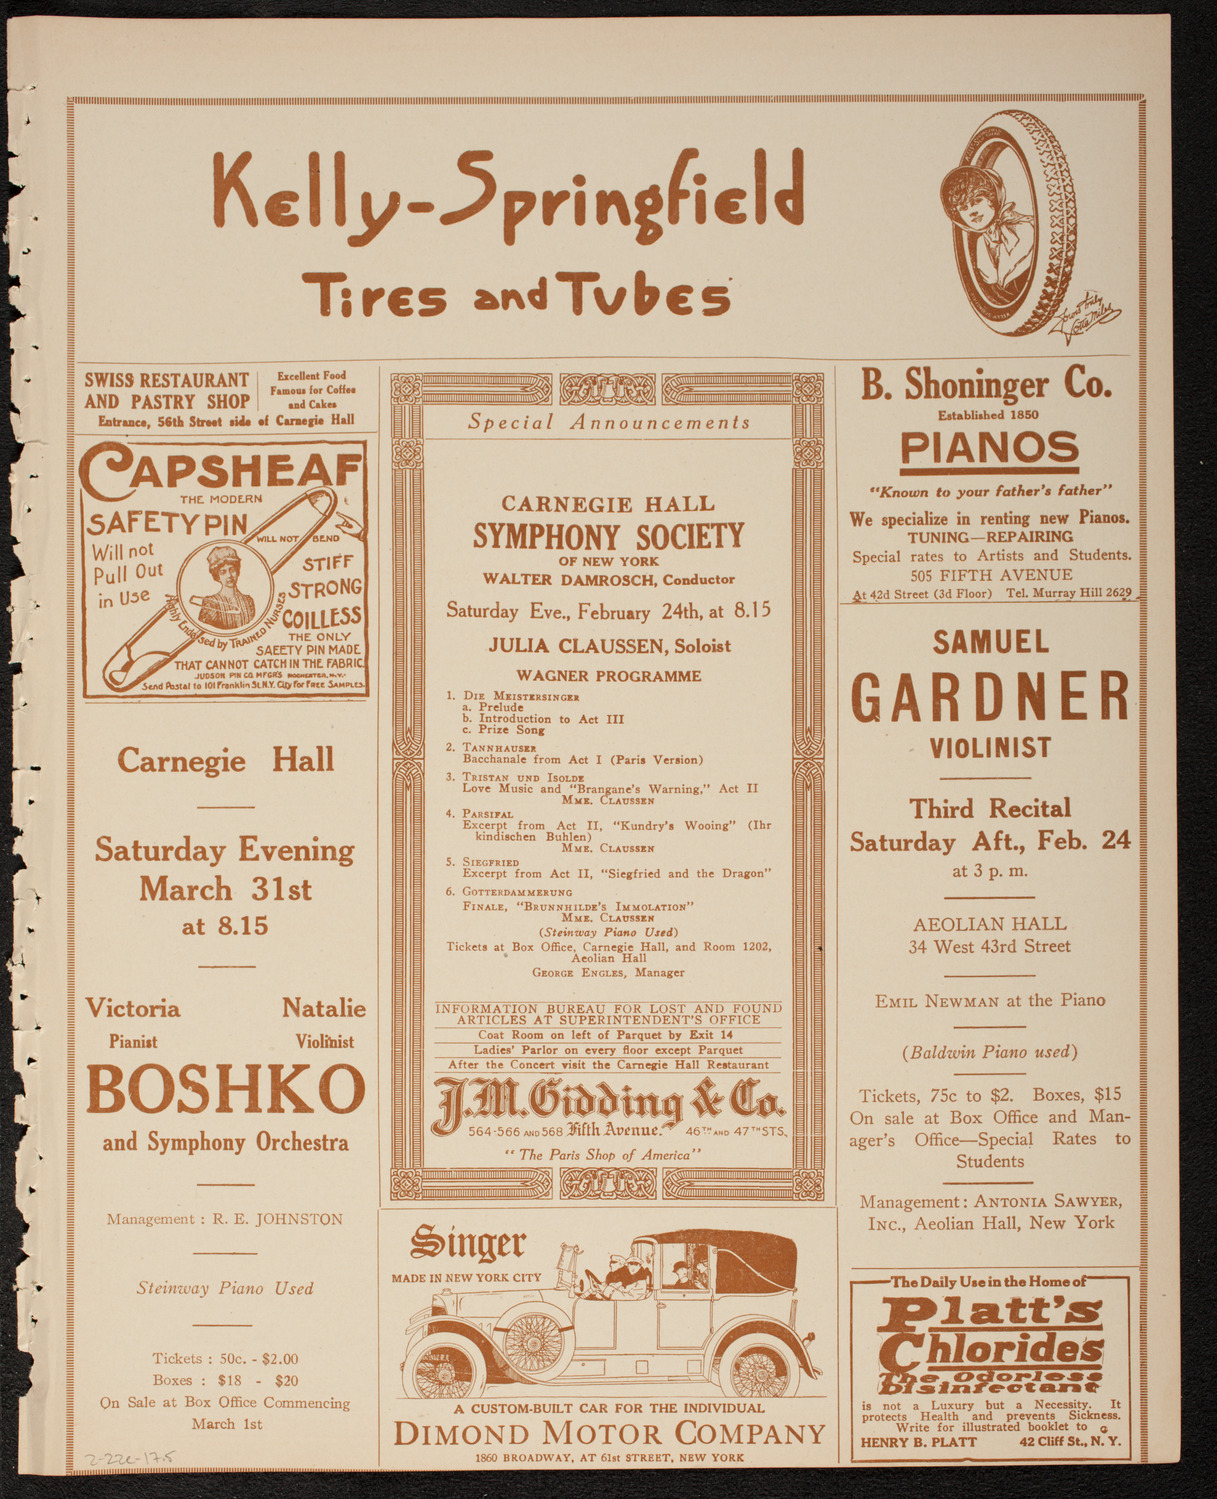 Kelly-Springfield
Tires and Tubes
Yours truly
Lotta Miles
SWISS RESTAURANT
AND PASTRY SHOP
Excellent Food
Famous for Coffee
and Cakes
Entrance, 56th Street side of Carnegie Hall
CAPSHEAF
THE MODERN
SAFETY PIN
WILL NOT BEND
Will not
Pull Out
in Use
STIFF
STRONG
COILLESS
Highly Endorsed by TRAINED NURSES
THE ONLY
SAFETY PIN MADE
THAT CANNOT CATCH IN THE FABRIC
JUDSON PIN CO. MFGRS ROCHESTER, N.Y.
Send Postal to 101 Franklin St. N.Y. City for FREE SAMPLES.
Carnegie Hall
Saturday Evening
March 31st
at 8.15
Victoria Natalie
Pianist Violinist
BOSHKO
and Symphony Orchestra
Management : R. E. JOHNSTON
Steinway Piano Used
Tickets : 50c. - $2.00
Boxes : $18 - $20
On Sale at Box Office Commencing
March 1st
2-22e-17.5
Special Announcements
CARNEGIE HALL
SYMPHONY SOCIETY
OF NEW YORK
WALTER DAMROSCH, Conductor
Saturday Eve., February 24th, at 8.15
JULIA CLAUSSEN, Soloist
WAGNER PROGRAMME
1. DIE MEISTERSINGER
a. Prelude
b. Introduction to Act III
c. Prize Song
2. TANNHAUSER
Bacchanale from Act I (Paris Version)
3. TRISTAN UND ISOLDE
Love Music and "Brangane's Warning," Act II
MME. CLAUSSEN
4. PARSIFAL
Excerpt from Act II, "Kundry's Wooing" (Ihr
kindischen Buhlen)
MME. CLAUSSEN
5. SIEGFRIED
Excerpt from Act II, "Siegfried and the Dragon"
6. GOTTERDAMMERUNG
FINALE, "BRUNNHILDE'S IMMOLATION"
MME. CLAUSSEN
(Steinway Piano Used)
Tickets at Box Office, Carnegie Hall, and Room 1202,
Aeolian Hall
GEORGE ENGLES, Manager
INFORMATION BUREAU FOR LOST AND FOUND
ARTICLES AT SUPERINTENDENT'S OFFICE
Coat Room on left of Parquet by Exit 14
Ladies' Parlor on every floor except Parquet
After the Concert visit the Carnegie Hall Restaurant
J.M. Gidding & Co.
564-566 AND 568 Fifth Avenue. 46TH AND 47TH STS.
"The Paris Shop of America"
Singer
MADE IN NEW YORK CITY
A CUSTOM-BUILT CAR FOR THE INDIVIDUAL
DIMOND MOTOR COMPANY
1860 BROADWAY, AT 61st STREET, NEW YORK
B. Shoninger Co.
Established 1850
PIANOS
"Known to your father's father"
We specialize in renting new Pianos.
TUNING—REPAIRING
Special rates to Artists and Students.
505 FIFTH AVENUE
At 42d Street (3d Floor) Tel. Murray Hill 2629
SAMUEL
GARDNER
VIOLINIST
Third Recital
Saturday Aft., Feb. 24
at 3 p. m.
AEOLIAN HALL
34 West 43rd Street
EMIL NEWMAN at the Piano
(Baldwin Piano used)
Tickets, 75c to $2. Boxes, $15
On sale at Box Office and Man-
ager's Office—Special Rates to
Students
Management: ANTONIA SAWYER,
INC., Aeolian Hall, New York
The Daily Use in the Home of
Platt's
Chlorides
The Odorless
Disinfectant
is not a Luxury but a Necessity. It
protects Health and prevents Sickness.
Write for illustrated booklet to G
HENRY B. PLATT 42 Cliff St., N. Y.